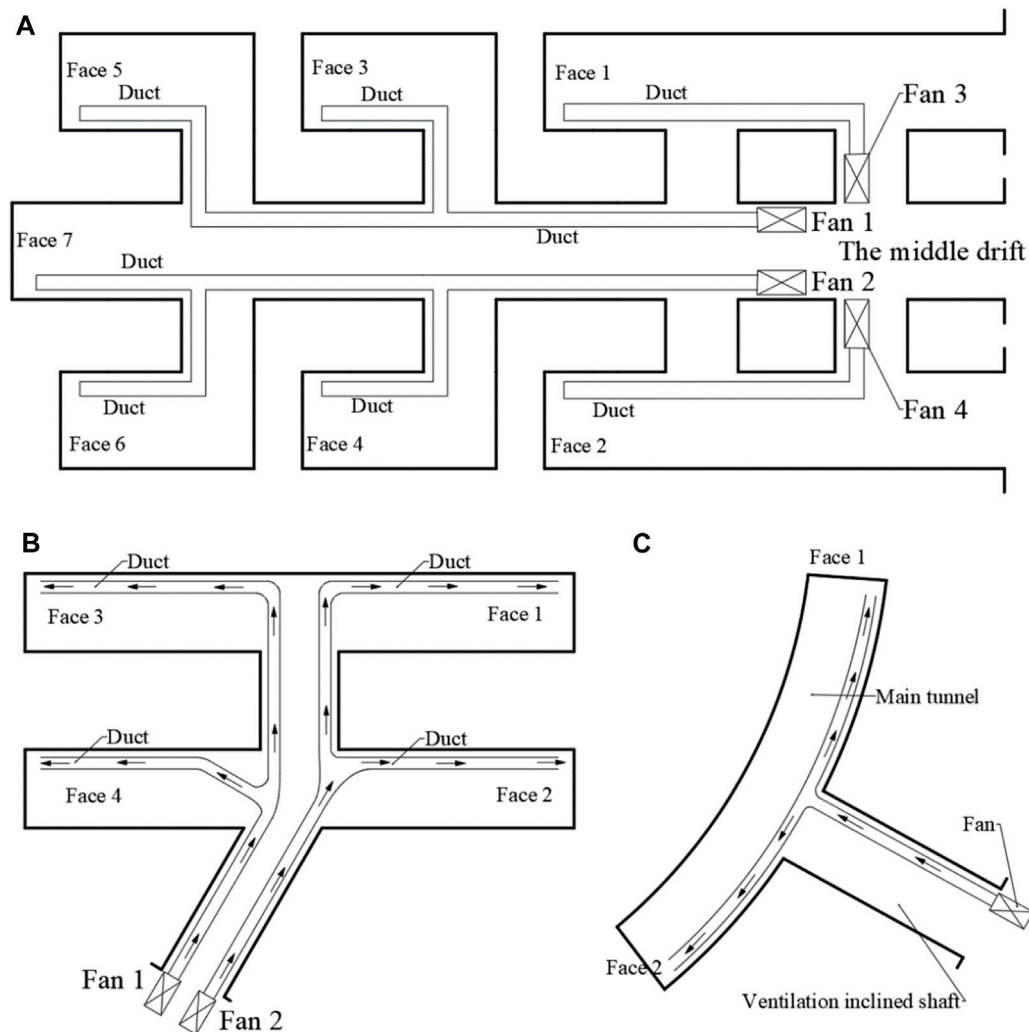 A
Face 5
Duct
Face 3
Duct
Face 1
Duct
Fan 3
Fan 1
Duct
Face 7
Duct
The middle drift
Fan 2
Duct
Duct
Duct
Fan 4
Face 6
Face 4
Face 2
B
Duct
Duct
Face 3
Face 1
Duct
Duct
Face 4
Face 2
Fan 1
Fan 2
C
Face 1
Main tunnel
Fan
Face 2
Ventilation inclined shaft